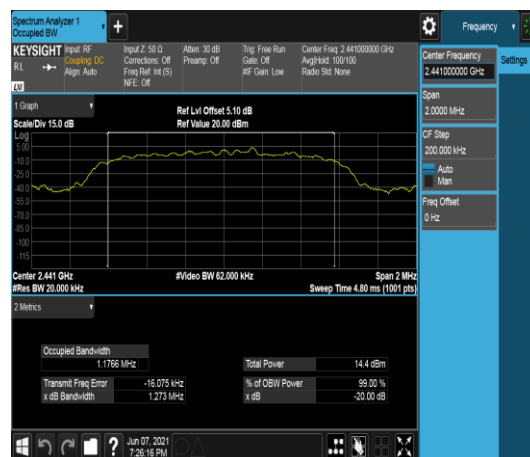 Spectrum Analyzer 1
Occupied BW
Frequency
KEYSIGHT
RL
LXI
Input: RF
Coupling: DC
Align: Auto
Input Z: 50 Ω
Corrections: Off
Freq Ref: Int (S)
NFE: Off
Atten: 30 dB
Preamp: Off
Trig: Free Run
Gate: Off
#IF Gain: Low
Center Freq: 2.441000000 GHz
Avg|Hold: 100/100
Radio Std: None
Center Frequency
2.441000000 GHz
Settings
Span
2.0000 MHz
CF Step
200.000 kHz
Auto
Man
Freq Offset
0 Hz
1 Graph
Scale/Div 15.0 dB
Ref Lvl Offset 5.10 dB
Ref Value 20.00 dBm
Log
5.00
-10.0
-25.0
-40.0
-55.0
-70.0
-85.0
-100
-115
Center 2.441 GHz
#Res BW 20.000 kHz
#Video BW 62.000 kHz
Span 2 MHz
Sweep Time 4.80 ms (1001 pts)
2 Metrics
Occupied Bandwidth
1.1766 MHz
Total Power 14.4 dBm
Transmit Freq Error -16.075 kHz
% of OBW Power 99.00 %
x dB Bandwidth 1.273 MHz
x dB -20.00 dB
?
Jun 07, 2021
7:26:16 PM